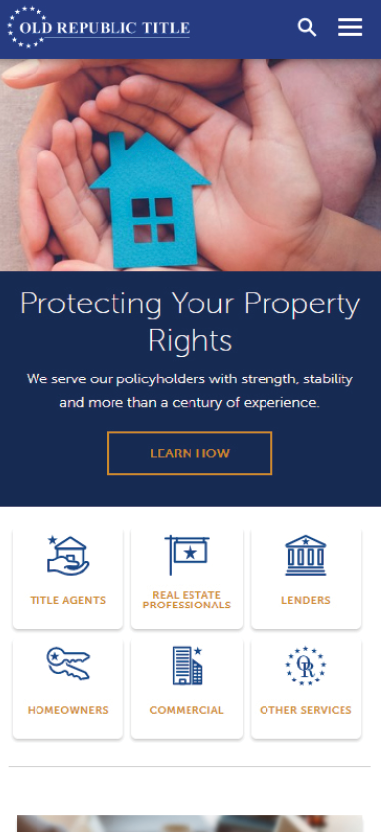 OLD REPUBLIC TITLE
Protecting Your Property
Rights
We serve our policyholders with strength, stability
and more than a century of experience.
LEARN HOW
TITLE AGENTS
REAL ESTATE
PROFESSIONALS
LENDERS
HOMEOWNERS
COMMERCIAL
OR
OTHER SERVICES